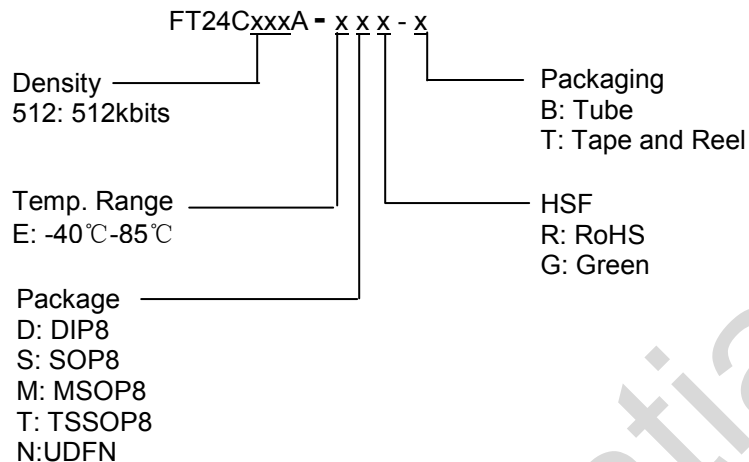 FT24CxxxA - x x x - x
Density
512: 512kbits
Packaging
B: Tube
T: Tape and Reel
Temp. Range
E: -40℃-85℃
HSF
R: RoHS
G: Green
Package
D: DIP8
S: SOP8
M: MSOP8
T: TSSOP8
N:UDFN